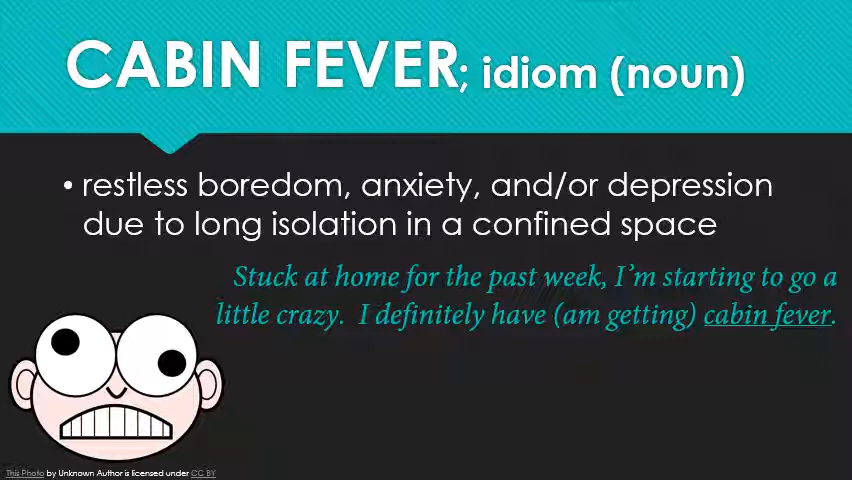 CABIN FEVER; idiom (noun)
• restless boredom, anxiety, and/or depression
due to long isolation in a confined space
Stuck at home for the past week, I'm starting to go a
little crazy.  I definitely have (am getting) cabin fever.
This Photo by Unknown Author is licensed under CC BY